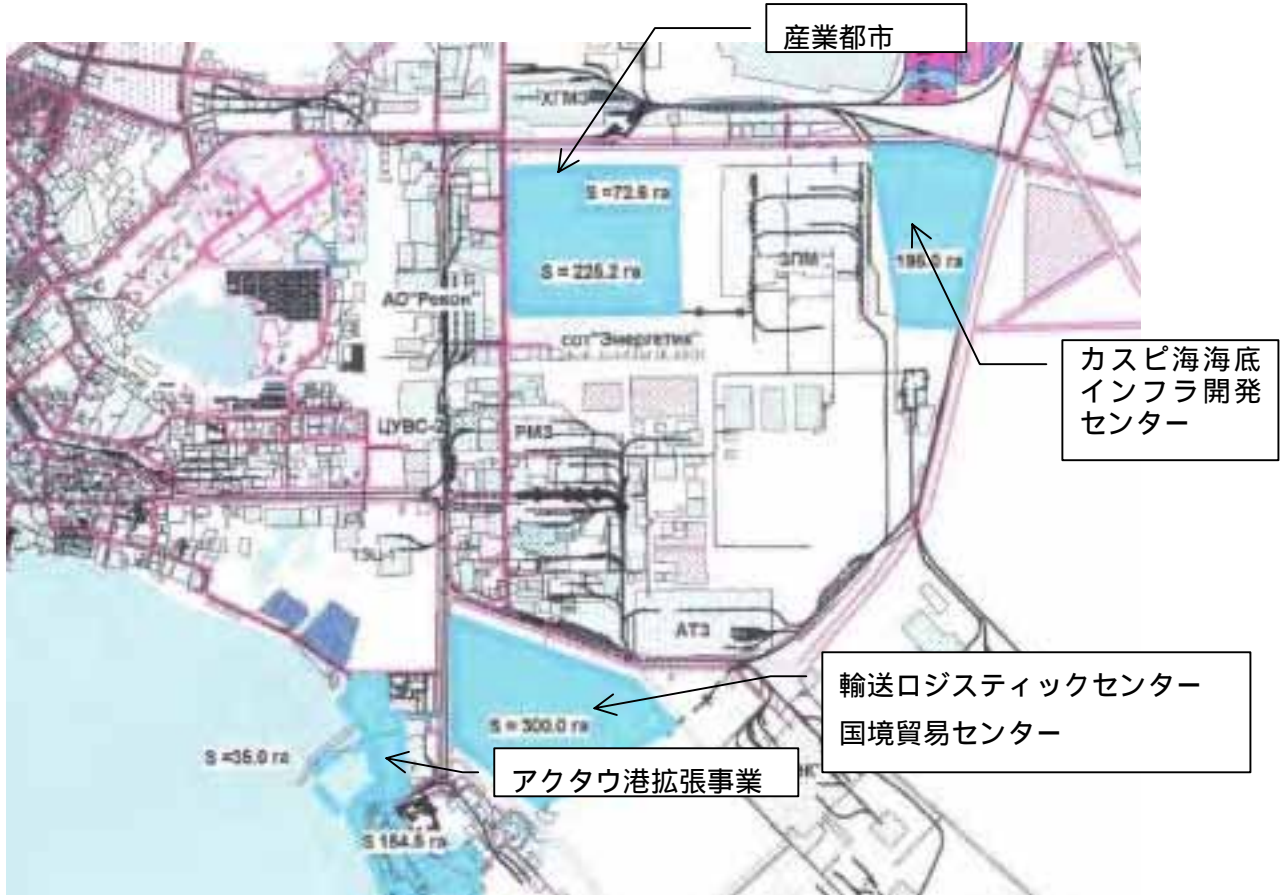 産業都市
ХГМЗ
S =72.6 га
S = 225.2 га
ЗПМ
195.0 га
АО"Рекон"
сот"Энергетик"
カスピ海海底
インフラ開発
センター
ЦУВС-2
РМЗ
ТЭЦ-1
АТЗ
輸送ロジスティックセンター
国境貿易センター
S = 300.0 га
S =35.0 га
アクタウ港拡張事業
S 154.5 га